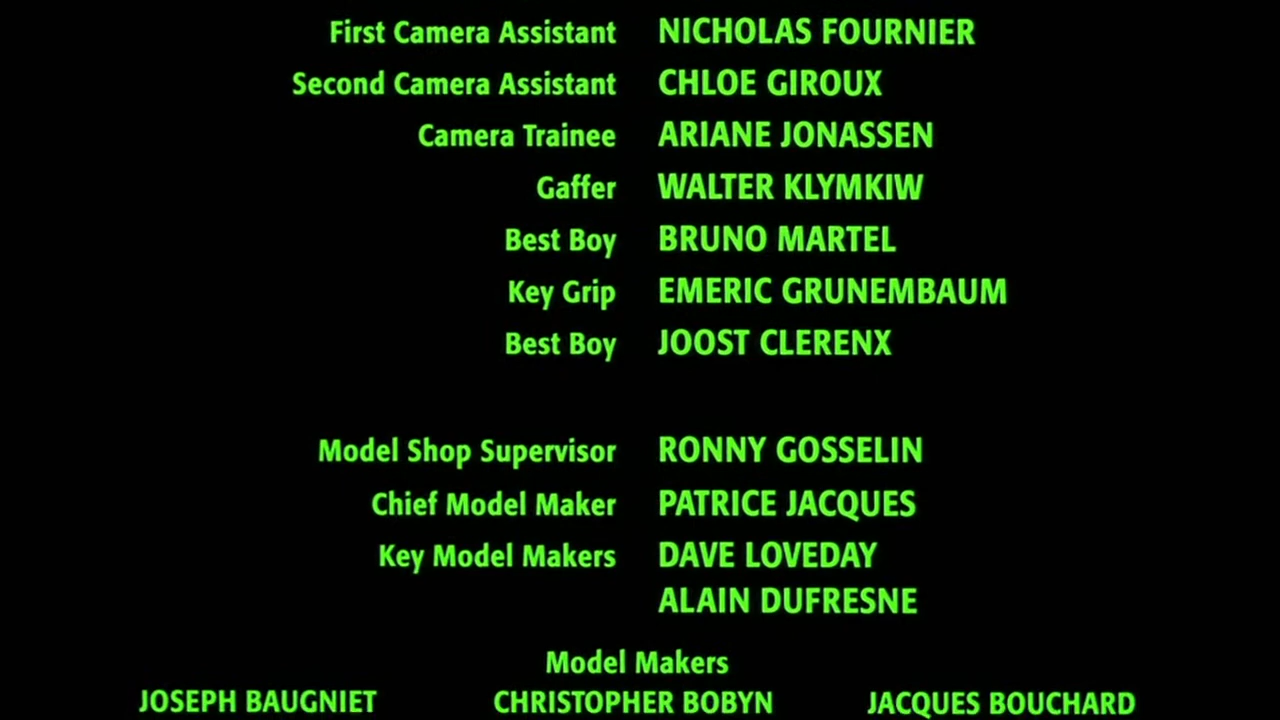 First Camera Assistant NICHOLAS FOURNIER
Second Camera Assistant CHLOE GIROUX
Camera Trainee ARIANE JONASSEN
Gaffer WALTER KLYMKIW
Best Boy BRUNO MARTEL
Key Grip EMERIC GRUNEMBAUM
Best Boy JOOST CLERENX
Model Shop Supervisor RONNY GOSSELIN
Chief Model Maker PATRICE JACQUES
Key Model Makers DAVE LOVEDAY
ALAIN DUFRESNE
Model Makers
JOSEPH BAUGNIET CHRISTOPHER BOBYN JACQUES BOUCHARD